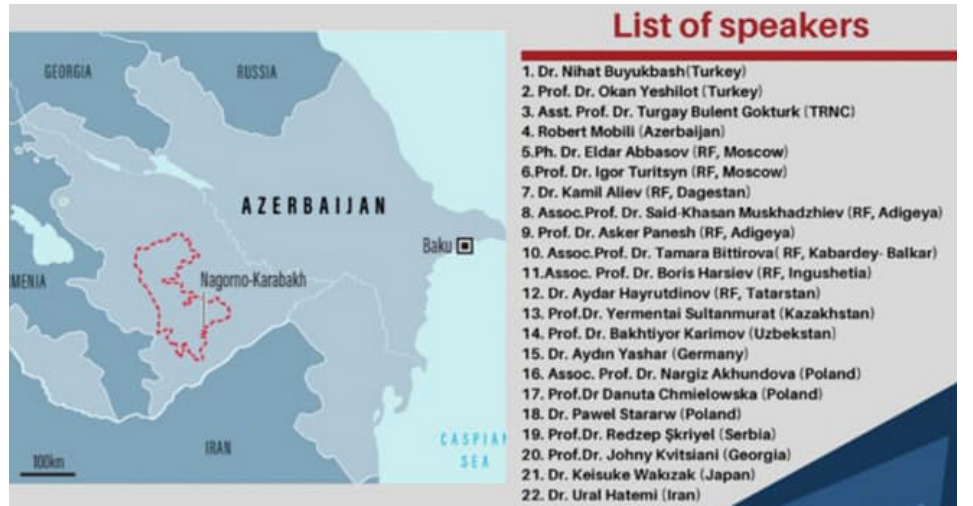 GEORGIA
RUSSIA
AZERBAIJAN
Baku
MENIA
Nagorno-Karabakh
IRAN
CASPIAN
SEA
100km
List of speakers
1. Dr. Nihat Buyukbash(Turkey)
2. Prof. Dr. Okan Yeshilot (Turkey)
3. Asst. Prof. Dr. Turgay Bulent Gokturk (TRNC)
4. Robert Mobili (Azerbaijan)
5.Ph. Dr. Eldar Abbasov (RF, Moscow)
6.Prof. Dr. Igor Turitsyn (RF, Moscow)
7. Dr. Kamil Aliev (RF, Dagestan)
8. Assoc.Prof. Dr. Said-Khasan Muskhadzhiev (RF, Adigeya)
9. Prof. Dr. Asker Panesh (RF, Adigeya)
10. Assoc.Prof. Dr. Tamara Bittirova( RF, Kabardey- Balkar)
11.Assoc. Prof. Dr. Boris Harsiev (RF, Ingushetia)
12. Dr. Aydar Hayrutdinov (RF, Tatarstan)
13. Prof.Dr. Yermentai Sultanmurat (Kazakhstan)
14. Prof. Dr. Bakhtiyor Karimov (Uzbekstan)
15. Dr. Aydın Yashar (Germany)
16. Assoc. Prof. Dr. Nargiz Akhundova (Poland)
17. Prof.Dr Danuta Chmielowska (Poland)
18. Dr. Pawel Stararw (Poland)
19. Prof.Dr. Redzep Şkriyel (Serbia)
20. Prof.Dr. Johny Kvitsiani (Georgia)
21. Dr. Keisuke Wakızak (Japan)
22. Dr. Ural Hatemi (Iran)